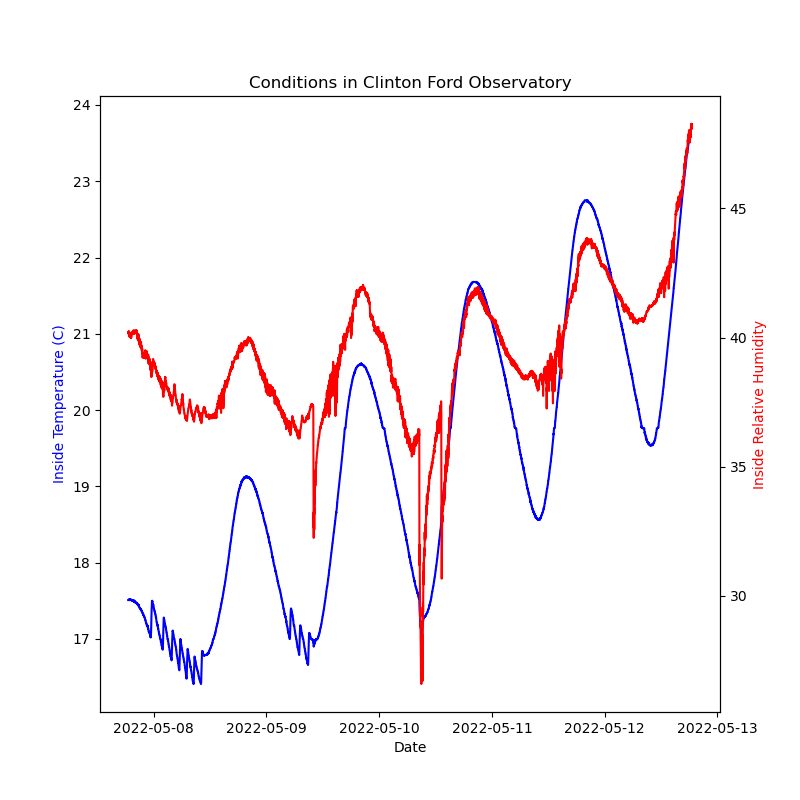 Conditions in Clinton Ford Observatory
24
23
22
21
20
19
18
17
Inside Temperature (C)
45
40
35
30
Inside Relative Humidity
2022-05-08 2022-05-09 2022-05-10 2022-05-11 2022-05-12 2022-05-13
Date